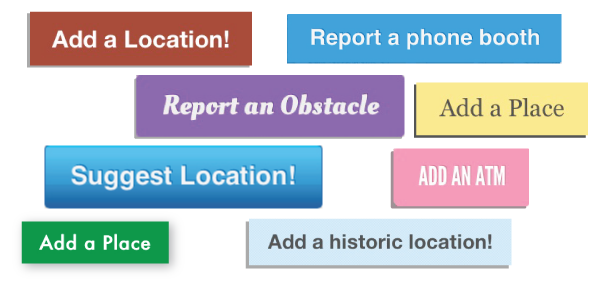 Add a Location!
Report a phone booth
Report an Obstacle
Add a Place
Suggest Location!
ADD AN ATM
Add a Place
Add a historic location!